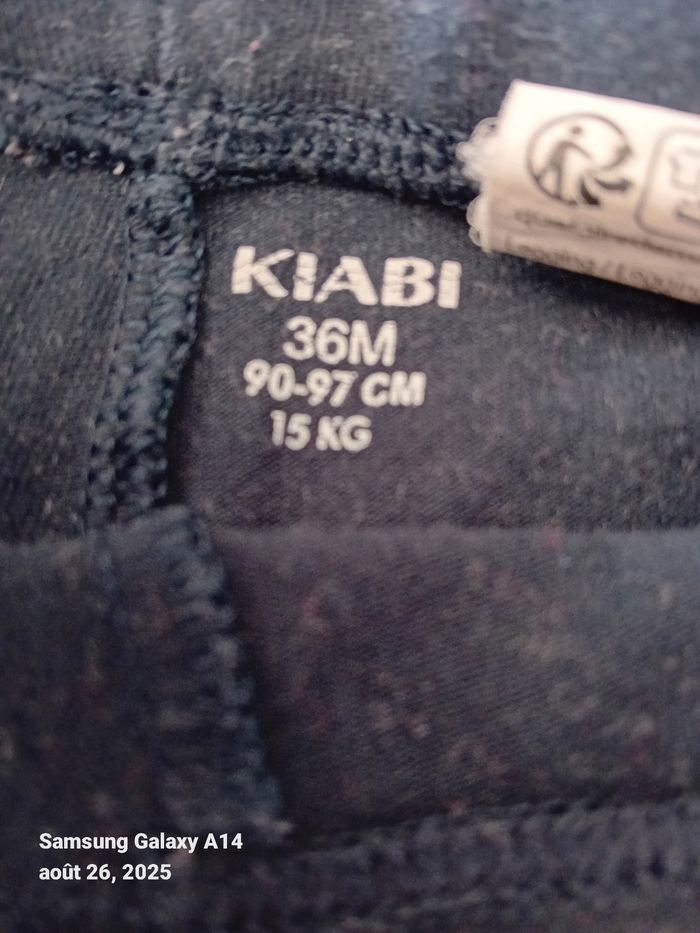 KIABI
36M
90-97 CM
15 KG
Samsung Galaxy A14
août 26, 2025